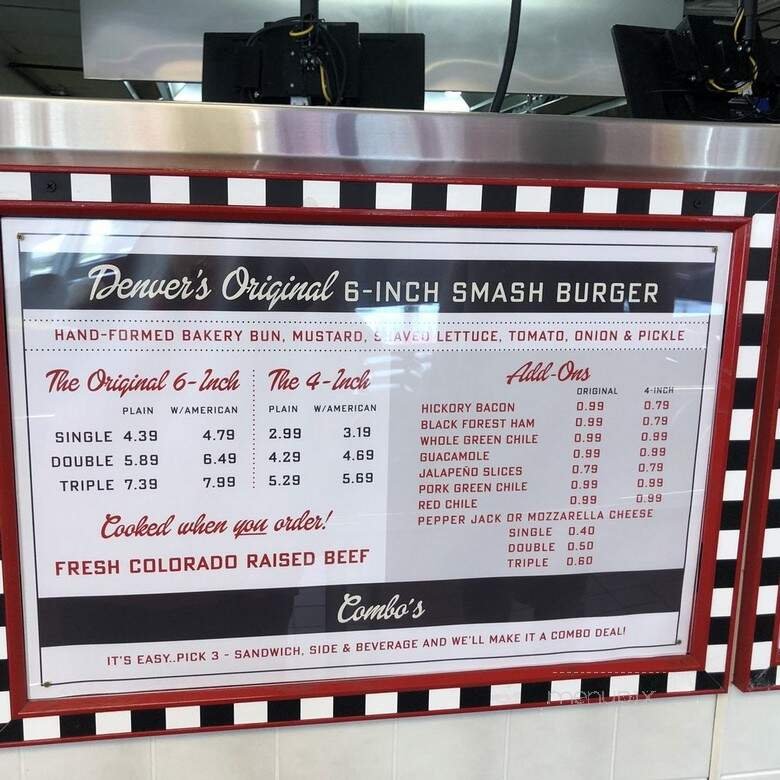 Denver's Original 6-INCH SMASH BURGER
HAND-FORMED BAKERY BUN, MUSTARD, SHAVED LETTUCE, TOMATO, ONION & PICKLE
The Original 6-Inch
PLAIN W/AMERICAN
SINGLE 4.39 4.79
DOUBLE 5.89 6.49
TRIPLE 7.39 7.99
The 4-Inch
PLAIN W/AMERICAN
2.99 3.19
4.29 4.69
5.29 5.69
Cooked when you order!
FRESH COLORADO RAISED BEEF
Add-Ons
ORIGINAL 4-INCH
HICKORY BACON 0.99 0.79
BLACK FOREST HAM 0.99 0.79
WHOLE GREEN CHILE 0.99 0.99
GUACAMOLE 0.99 0.99
JALAPEÑO SLICES 0.79 0.79
PORK GREEN CHILE 0.99 0.99
RED CHILE 0.99 0.99
PEPPER JACK OR MOZZARELLA CHEESE
SINGLE 0.40
DOUBLE 0.50
TRIPLE 0.60
Combo's
IT'S EASY..PICK 3 - SANDWICH, SIDE & BEVERAGE AND WE'LL MAKE IT A COMBO DEAL!
menupix